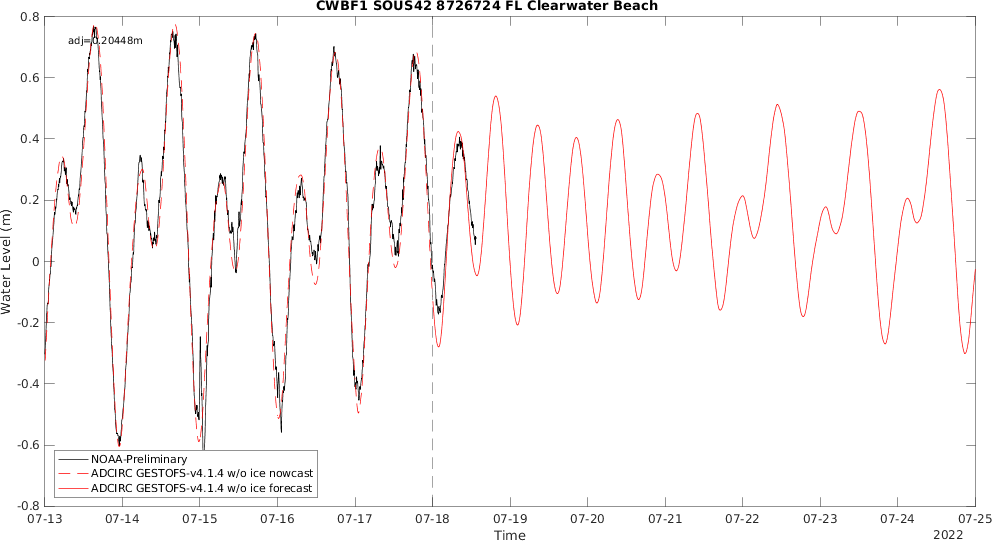 CWBF1 SOUS42 8726724 FL Clearwater Beach
0.8
adj=0.20448m
0.6
0.4
0.2
0
-0.2
-0.4
-0.6
-0.8
Water Level (m)
NOAA-Preliminary
ADCIRC GESTOFS-v4.1.4 w/o ice nowcast
ADCIRC GESTOFS-v4.1.4 w/o ice forecast
07-13 07-14 07-15 07-16 07-17 07-18 07-19 07-20 07-21 07-22 07-23 07-24 07-25
Time
2022